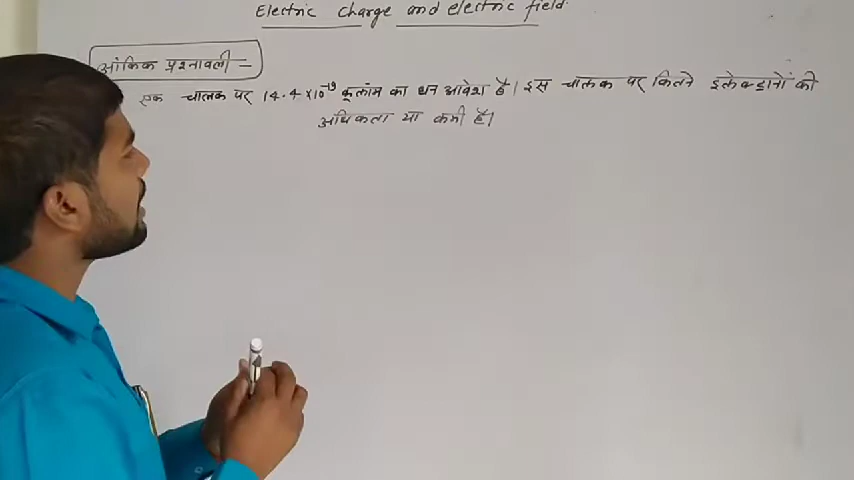 Electric charge and electric field.
आंकिक प्रश्नावली =
एक चालक पर 14.4×10⁻¹⁹ कूलॉम का धन आवेश है। इस चालक पर कितने इलेक्ट्रानों की
अधिकता या कमी है।